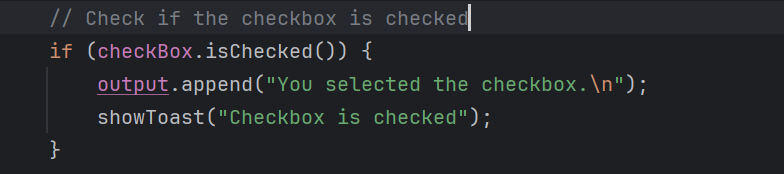 // Check if the checkbox is checked
if (checkBox.isChecked()) {
output.append("You selected the checkbox.\n");
showToast("Checkbox is checked");
}